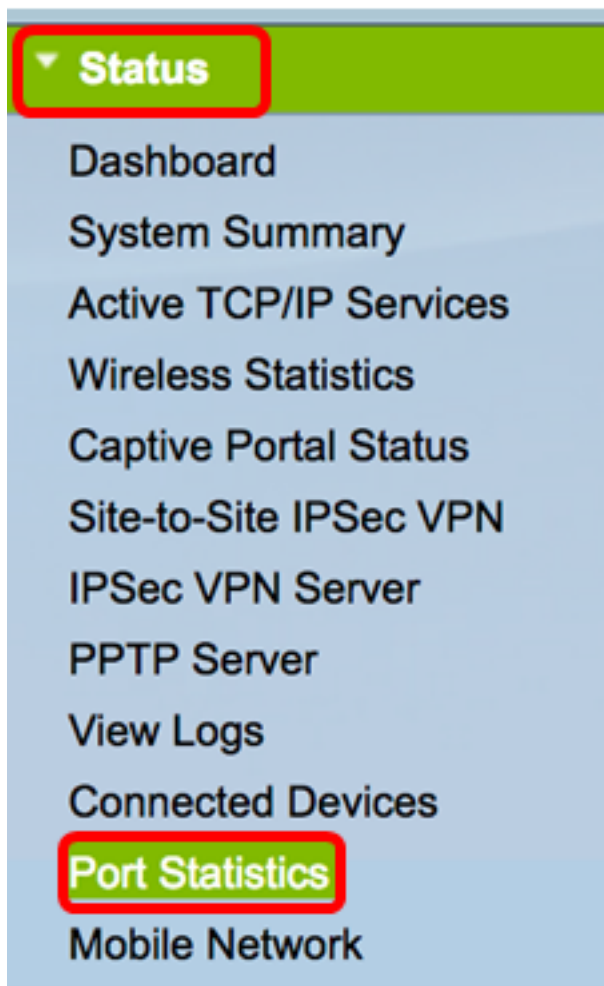 Status
Dashboard
System Summary
Active TCP/IP Services
Wireless Statistics
Captive Portal Status
Site-to-Site IPSec VPN
IPSec VPN Server
PPTP Server
View Logs
Connected Devices
Port Statistics
Mobile Network